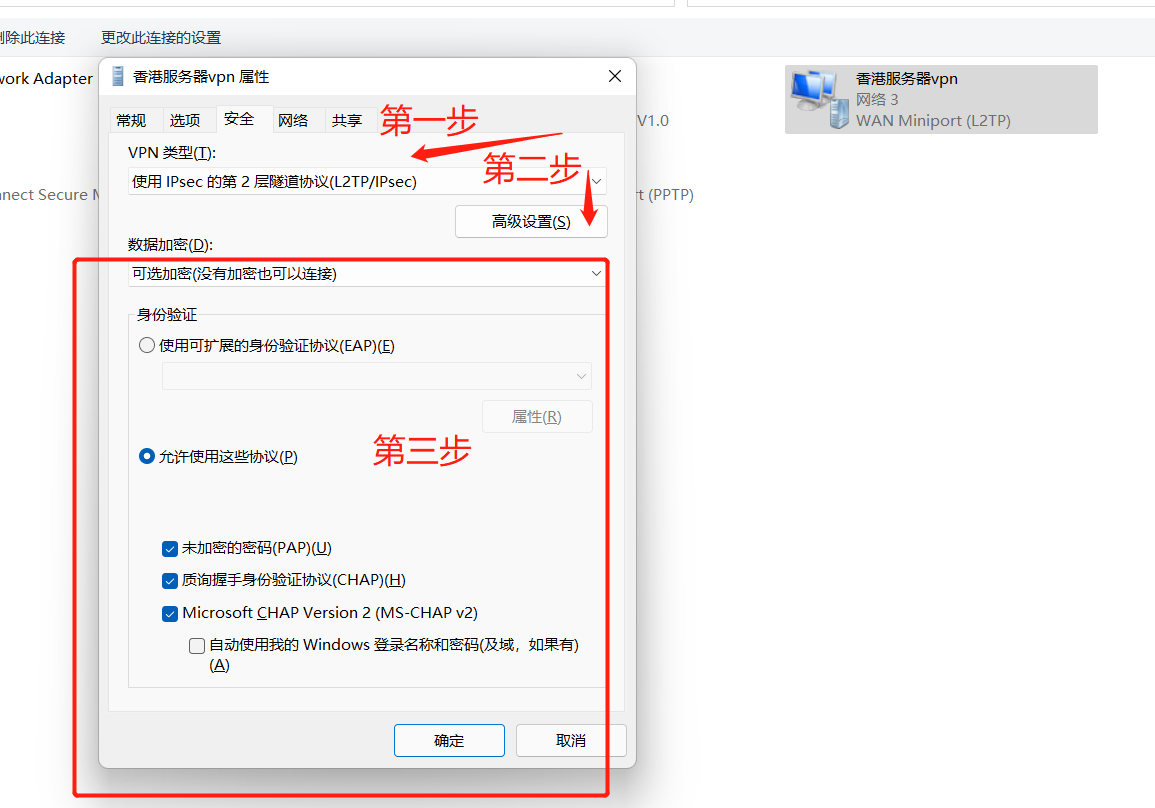 删除此连接 更改此连接的设置
work Adapter
香港服务器vpn 属性
香港服务器vpn
网络 3
WAN Miniport (L2TP)
常规 选项 安全 网络 共享
第一步
V1.0
VPN 类型(T):
第二步
使用 IPsec 的第 2 层隧道协议(L2TP/IPsec)
nnect Secure
rt (PPTP)
高级设置(S)
数据加密(D):
可选加密(没有加密也可以连接)
身份验证
使用可扩展的身份验证协议(EAP)(E)
属性(R)
第三步
允许使用这些协议(P)
未加密的密码(PAP)(U)
质询握手身份验证协议(CHAP)(H)
Microsoft CHAP Version 2 (MS-CHAP v2)
自动使用我的 Windows 登录名称和密码(及域，如果有)
(A)
确定 取消